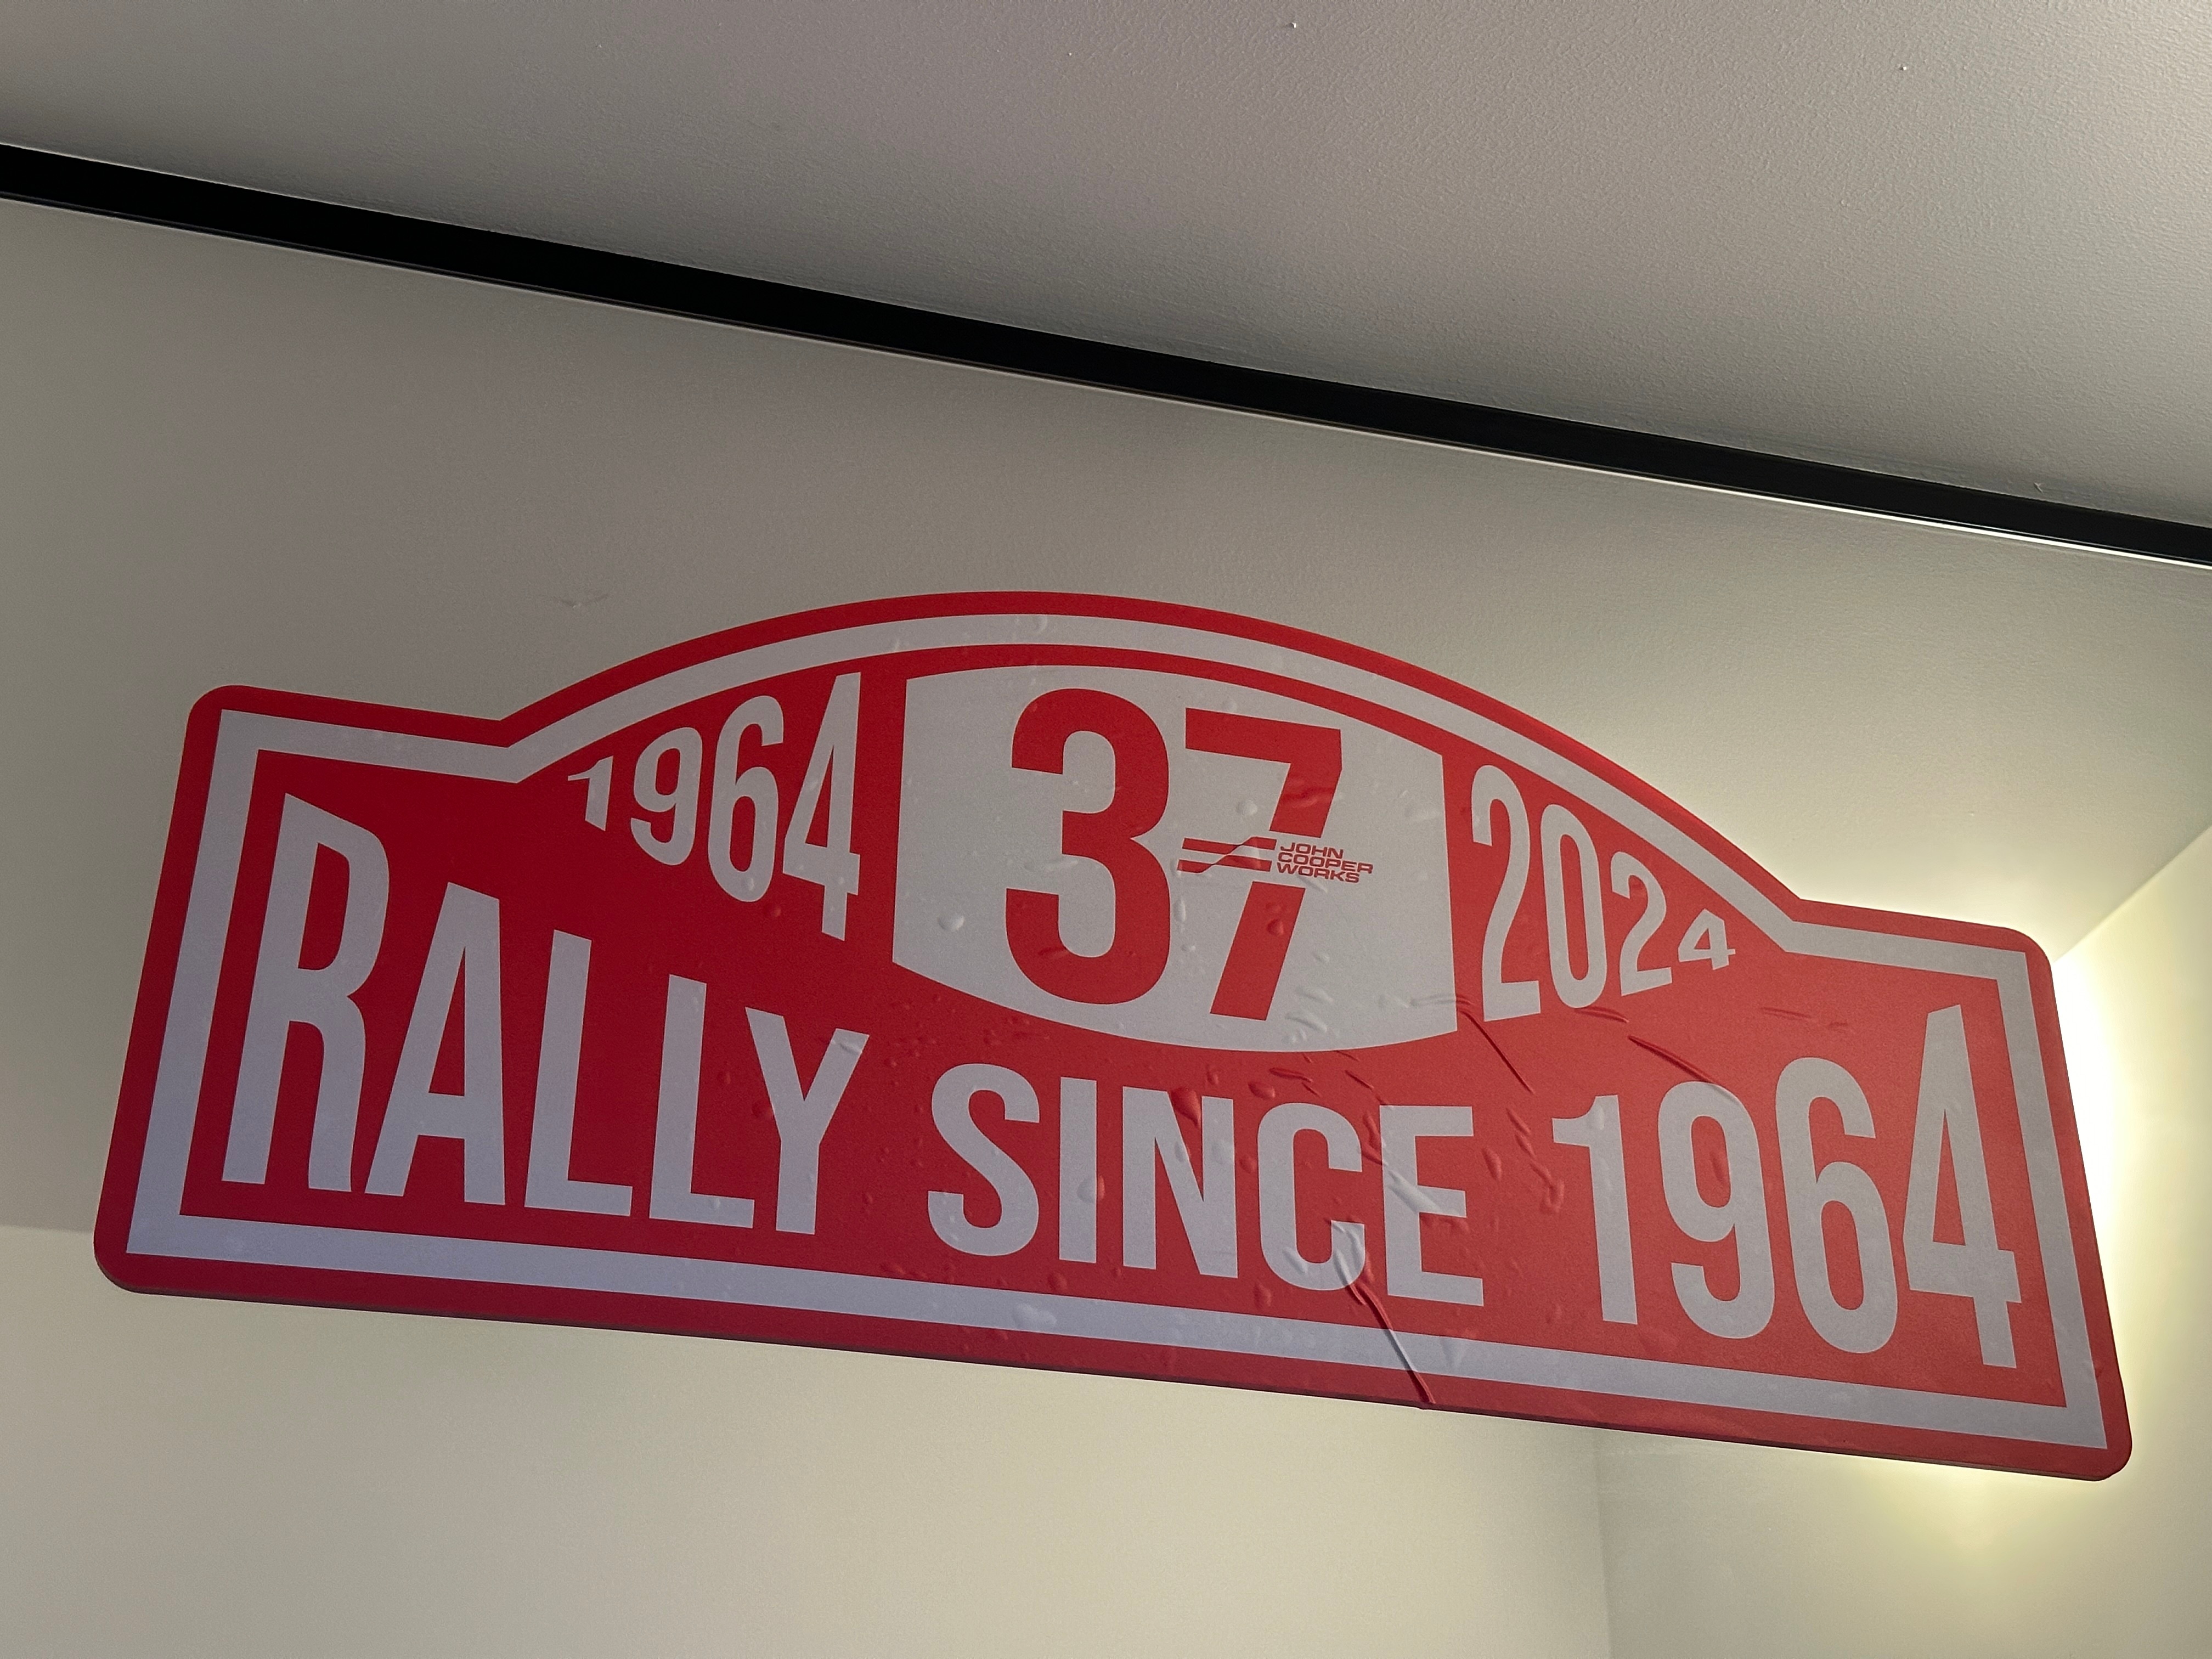 1964 37 2024
JOHN
COOPER
WORKS
RALLY SINCE 1964